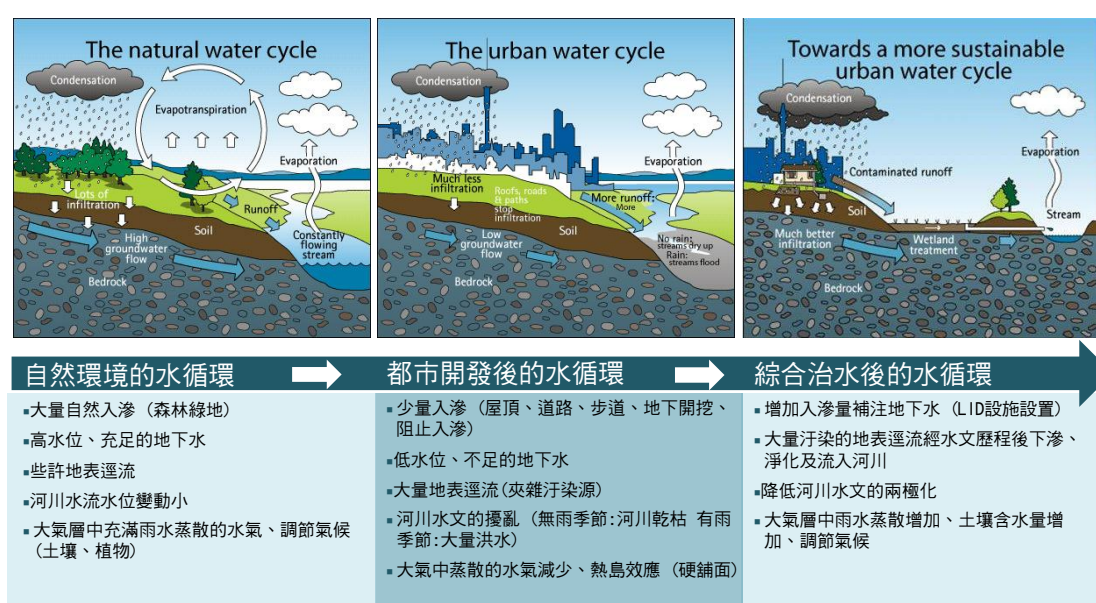 The natural water cycle
Condensation
Evapotranspiration
Evaporation
Lots of
infiltration
Runoff
Soil
Constantly
flowing
stream
High
groundwater
flow
Bedrock
The urban water cycle
Condensation
Evaporation
Much less
infiltration
Roofs, roads
& paths
stop
infiltration
More runoff:
More
Soil
Low
groundwater
flow
No rain:
streams dry up
Rain:
streams flood
Bedrock
Towards a more sustainable
urban water cycle
Condensation
Evaporation
Contaminated runoff
Soil
Stream
Much better
infiltration
Wetland
treatment
Bedrock
自然環境的水循環
▪大量自然入滲 (森林綠地)
▪高水位、充足的地下水
▪些許地表逕流
▪河川水流水位變動小
▪大氣層中充滿雨水蒸散的水氣、調節氣候
(土壤、植物)
都市開發後的水循環
▪少量入滲 (屋頂、道路、步道、地下開挖、
阻止入滲)
▪低水位、不足的地下水
▪大量地表逕流(夾雜汙染源)
▪河川水文的擾亂 (無雨季節:河川乾枯 有雨
季節:大量洪水)
▪大氣中蒸散的水氣減少、熱島效應 (硬舖面)
綜合治水後的水循環
▪增加入滲量補注地下水 (LID設施設置)
▪大量汙染的地表逕流經水文歷程後下滲、
淨化及流入河川
▪降低河川水文的兩極化
▪大氣層中雨水蒸散增加、土壤含水量增
加、調節氣候